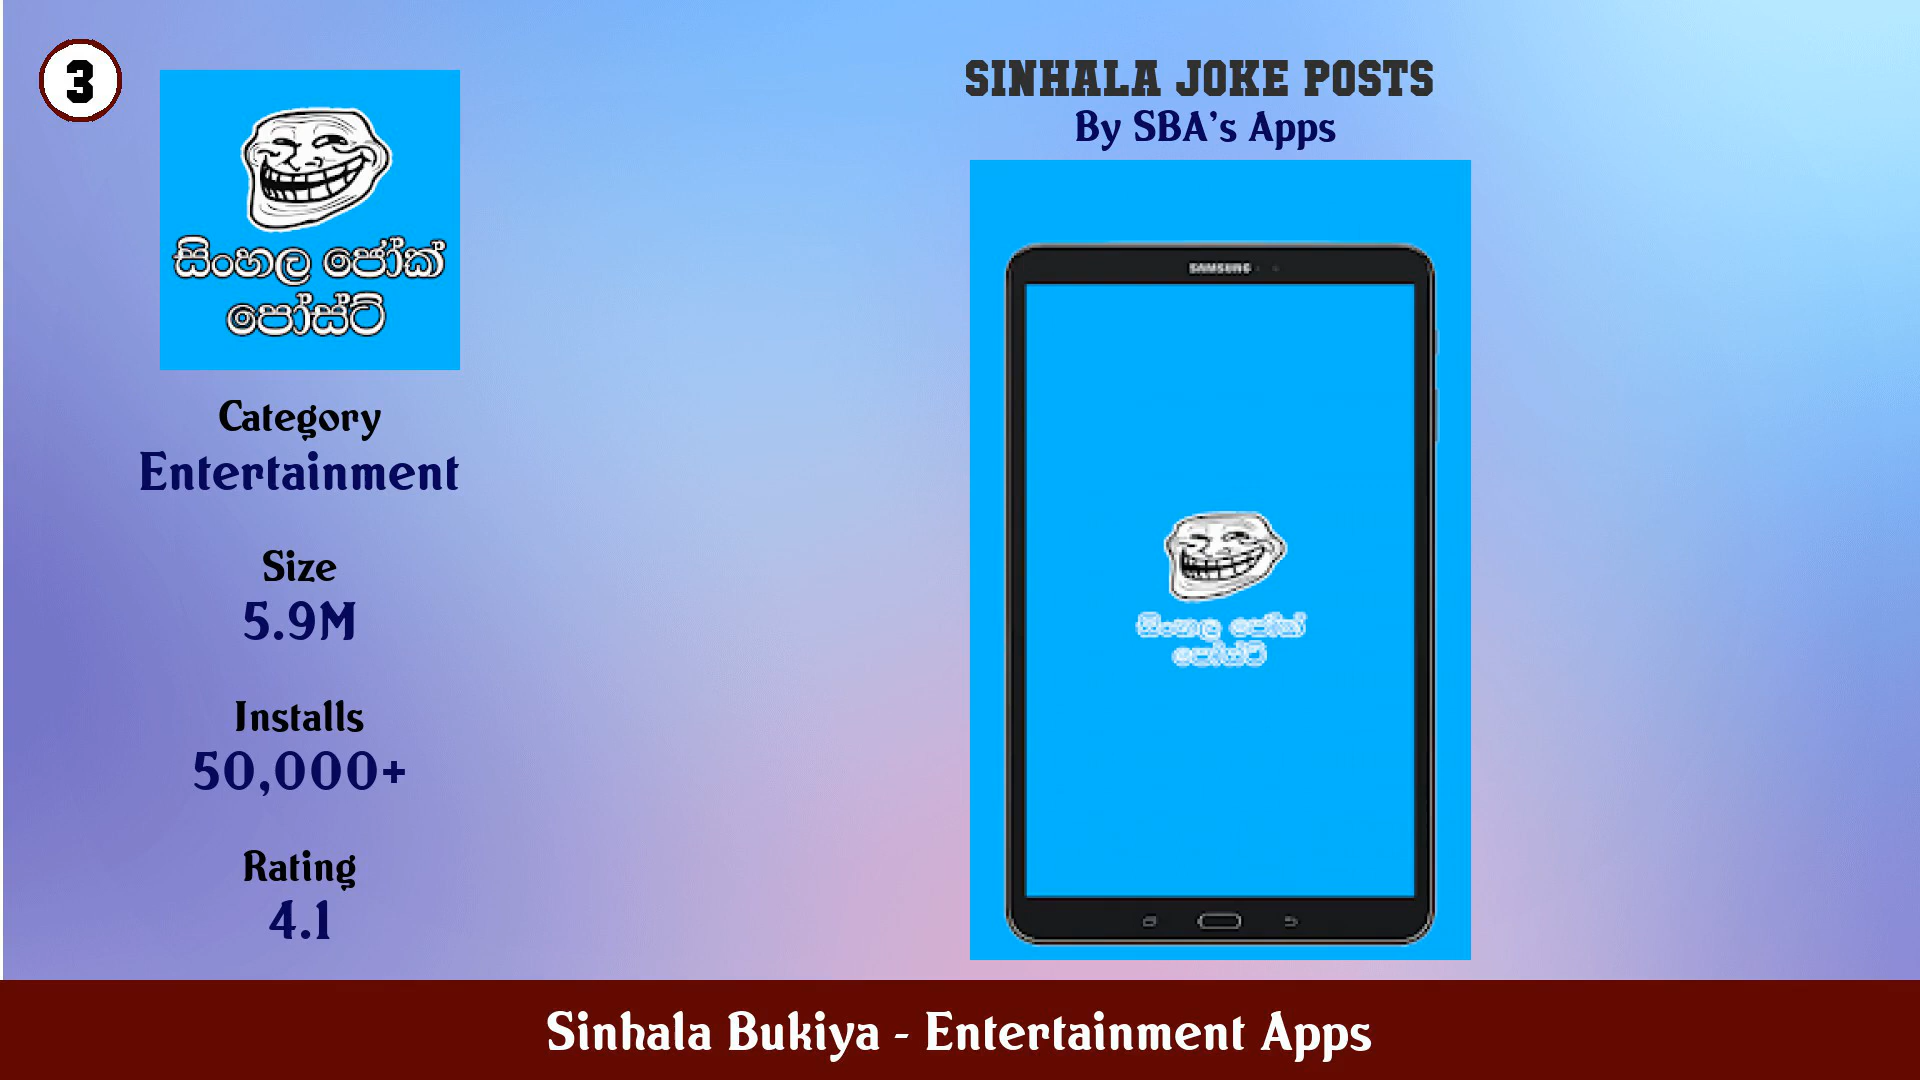 3
සිංහල ජෝක්
පෝස්ට්
Category
Entertainment
Size
5.9M
Installs
50,000+
Rating
4.1
SINHALA JOKE POSTS
By SBA's Apps
SAMSUNG
සිංහල ජෝක්
පෝස්ට්
Sinhala Bukiya - Entertainment Apps